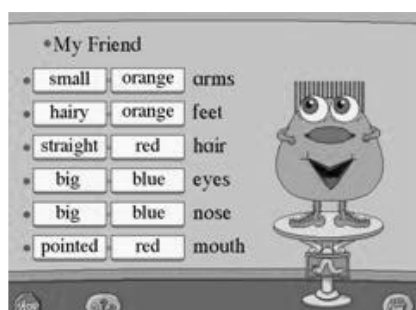 •My Friend
• small orange arms
• hairy orange feet
• straight red hair
• big blue eyes
• big blue nose
• pointed red mouth